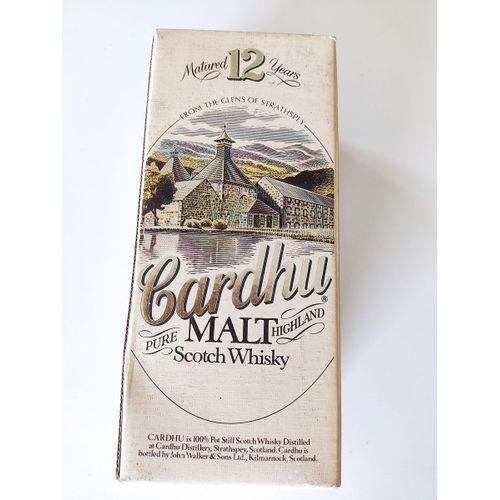 Matured 12 Years
FROM THE GLENS OF STRATHSPEY
Cardhu®
PURE MALT HIGHLAND
Scotch Whisky
CARDHU is 100% Pot Still Scotch Whisky Distilled
at Cardhu Distillery, Strathspey, Scotland. Cardhu is
bottled by John Walker & Sons Ltd., Kilmarnock, Scotland.